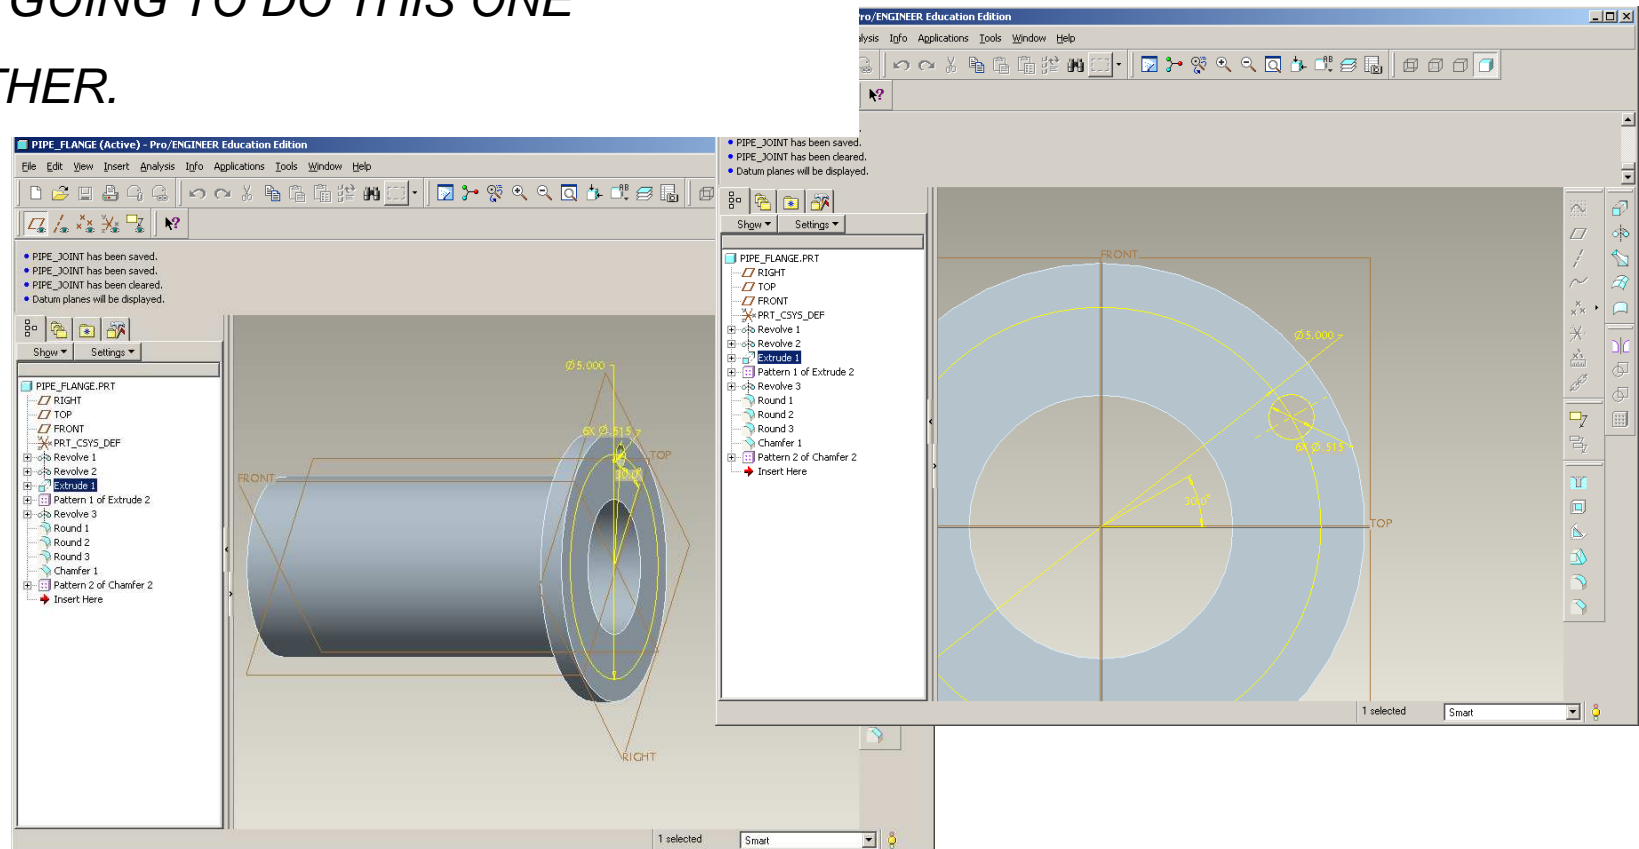 GOING TO DO THIS ONE
THER.
PIPE_FLANGE (Active) - Pro/ENGINEER Education Edition
File Edit View Insert Analysis Info Applications Tools Window Help
PIPE_JOINT has been saved.
PIPE_JOINT has been saved.
PIPE_JOINT has been cleared.
Datum planes will be displayed.
Show Settings
PIPE_FLANGE.PRT
RIGHT
TOP
FRONT
PRT_CSYS_DEF
Revolve 1
Revolve 2
Extrude 1
Pattern 1 of Extrude 2
Revolve 3
Round 1
Round 2
Round 3
Chamfer 1
Pattern 2 of Chamfer 2
Insert Here
Ø5.000
6X Ø.515
TOP
30.0°
FRONT
RIGHT
1 selected Smart
ro/ENGINEER Education Edition
alysis Info Applications Tools Window Help
PIPE_JOINT has been saved.
PIPE_JOINT has been cleared.
Datum planes will be displayed.
Show Settings
PIPE_FLANGE.PRT
RIGHT
TOP
FRONT
PRT_CSYS_DEF
Revolve 1
Revolve 2
Extrude 1
Pattern 1 of Extrude 2
Revolve 3
Round 1
Round 2
Round 3
Chamfer 1
Pattern 2 of Chamfer 2
Insert Here
FRONT
Ø5.000
6X Ø.515
30.0°
TOP
1 selected Smart